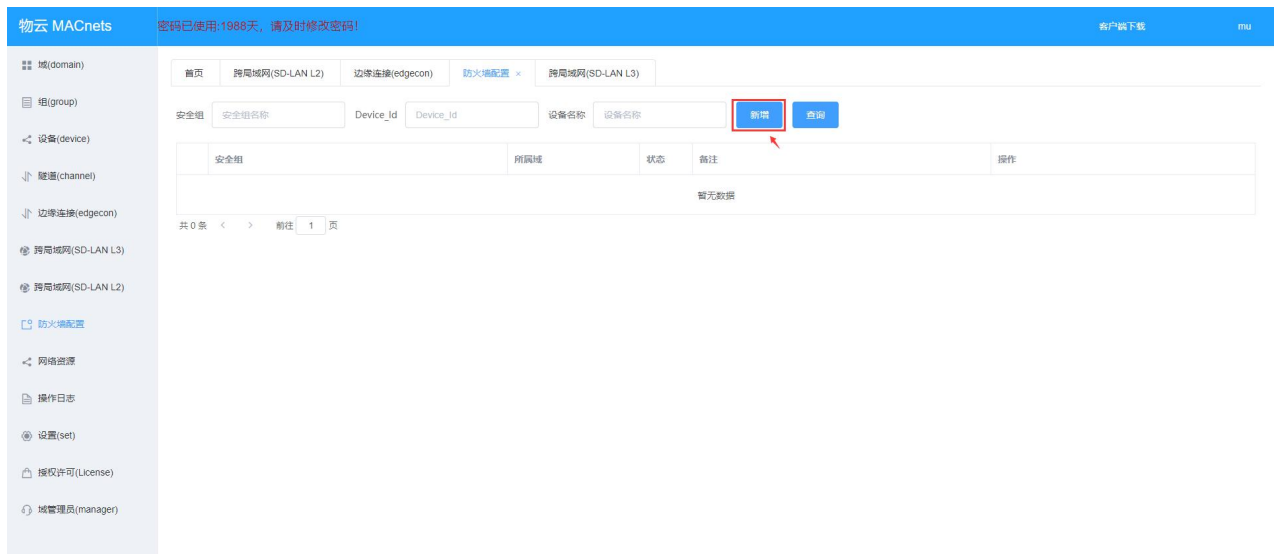 物云 MACnets 密码已使用:1988天，请及时修改密码! 客户端下载 mu
域(domain)
组(group)
设备(device)
隧道(channel)
边缘连接(edgecon)
跨局域网(SD-LAN L3)
跨局域网(SD-LAN L2)
防火墙配置
网络资源
操作日志
设置(set)
授权许可(License)
域管理员(manager)
首页 跨局域网(SD-LAN L2) 边缘连接(edgecon) 防火墙配置 × 跨局域网(SD-LAN L3)
安全组 安全组名称 Device_Id Device_Id 设备名称 设备名称 新增 查询
安全组 所属域 状态 备注 操作
暂无数据
共 0 条 < > 前往 1 页